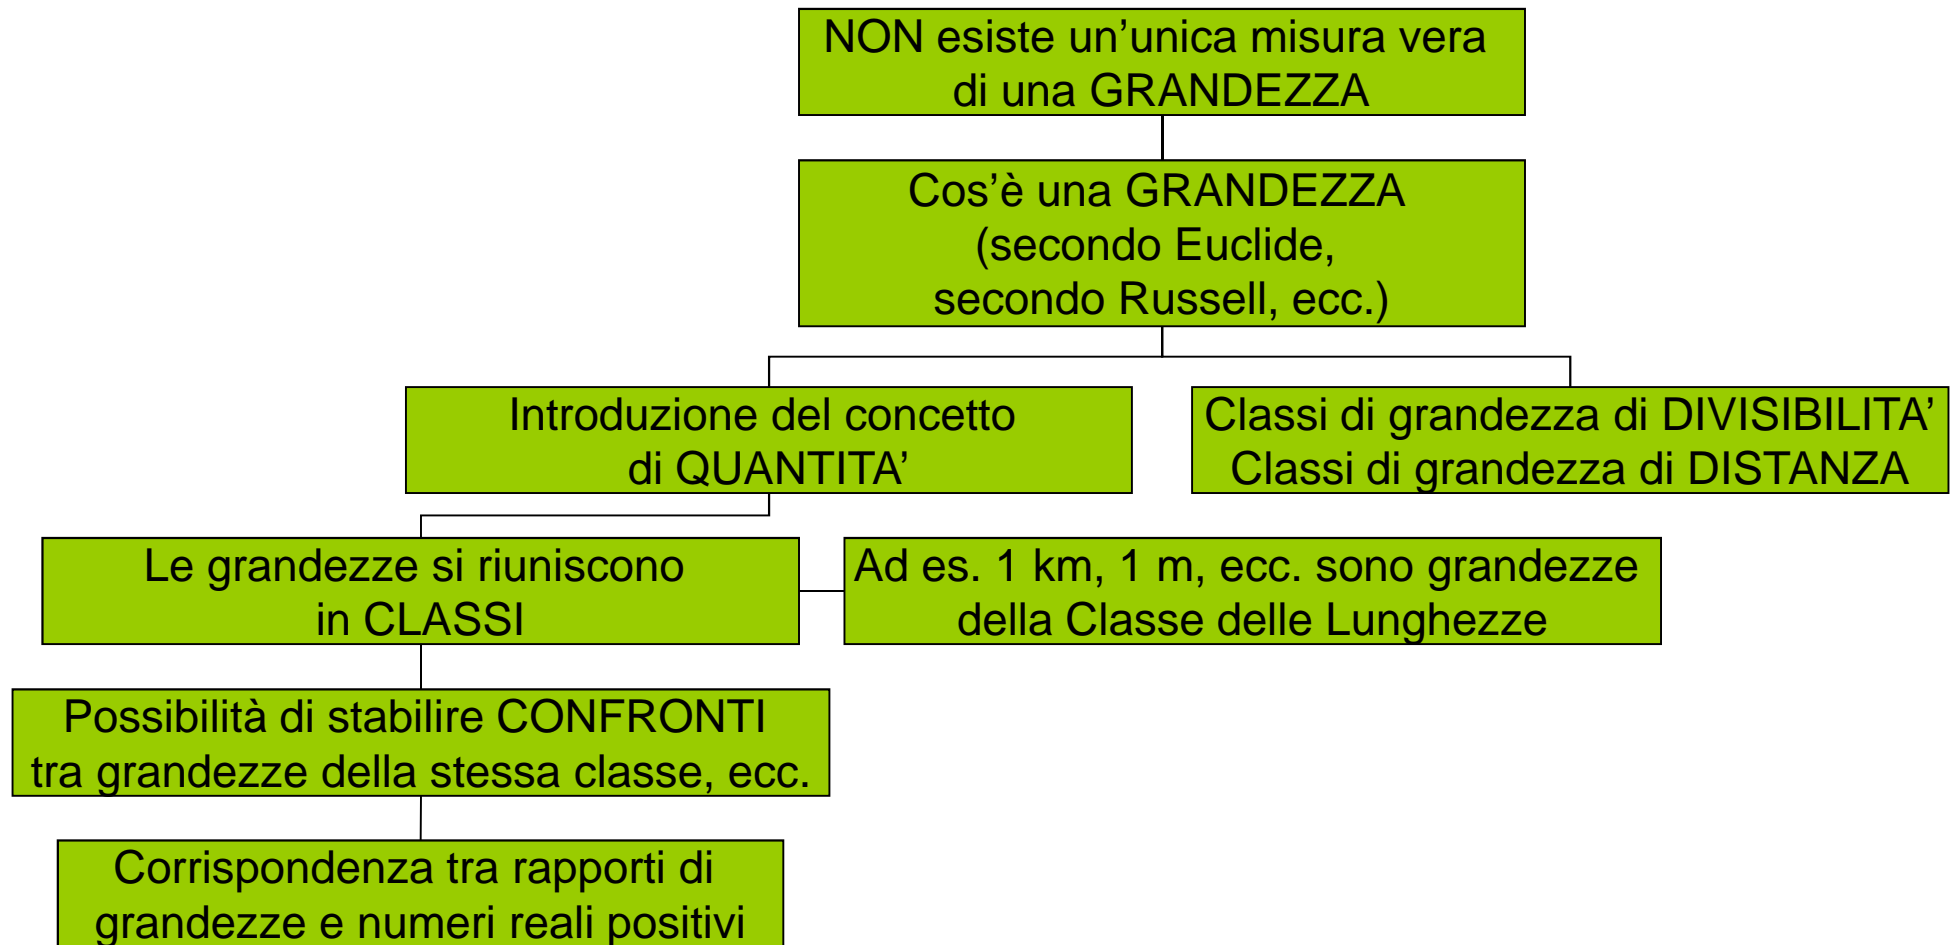 NON esiste un’unica misura vera
di una GRANDEZZA
Cos’è una GRANDEZZA
(secondo Euclide,
secondo Russell, ecc.)
Introduzione del concetto
di QUANTITA’
Classi di grandezza di DIVISIBILITA’
Classi di grandezza di DISTANZA
Le grandezze si riuniscono
in CLASSI
Ad es. 1 km, 1 m, ecc. sono grandezze
della Classe delle Lunghezze
Possibilità di stabilire CONFRONTI
tra grandezze della stessa classe, ecc.
Corrispondenza tra rapporti di
grandezze e numeri reali positivi